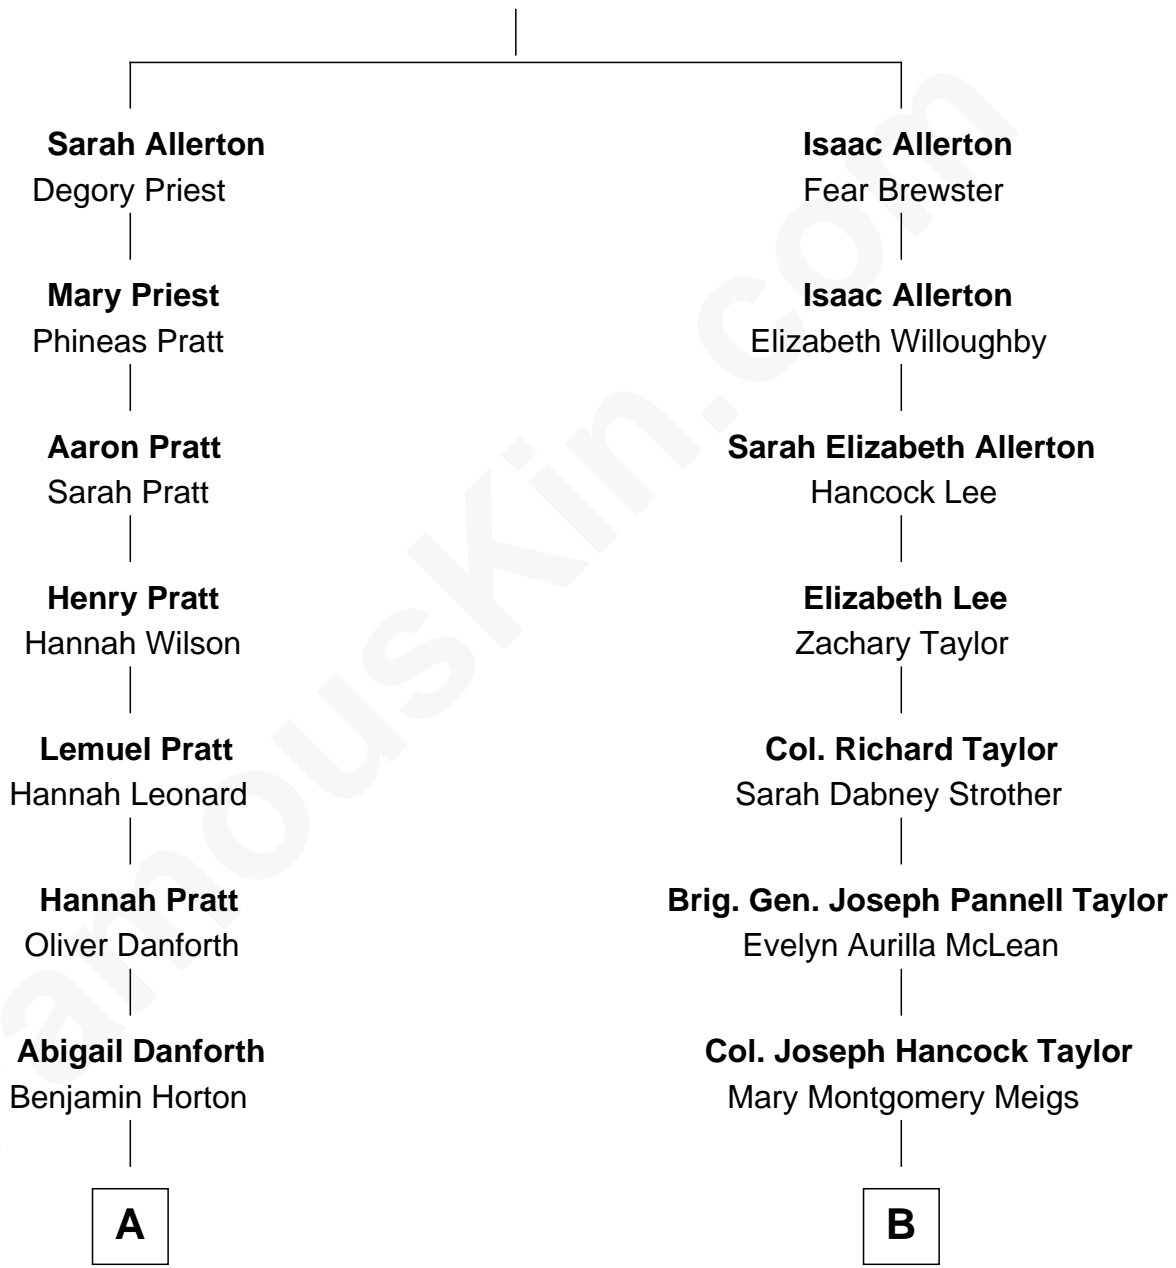 Sarah Allerton
Degory Priest
Mary Priest
Phineas Pratt
Aaron Pratt
Sarah Pratt
Henry Pratt
Hannah Wilson
Lemuel Pratt
Hannah Leonard
Hannah Pratt
Oliver Danforth
Abigail Danforth
Benjamin Horton
A
Isaac Allerton
Fear Brewster
Isaac Allerton
Elizabeth Willoughby
Sarah Elizabeth Allerton
Hancock Lee
Elizabeth Lee
Zachary Taylor
Col. Richard Taylor
Sarah Dabney Strother
Brig. Gen. Joseph Pannell Taylor
Evelyn Aurilla McLean
Col. Joseph Hancock Taylor
Mary Montgomery Meigs
B
amousKin.com